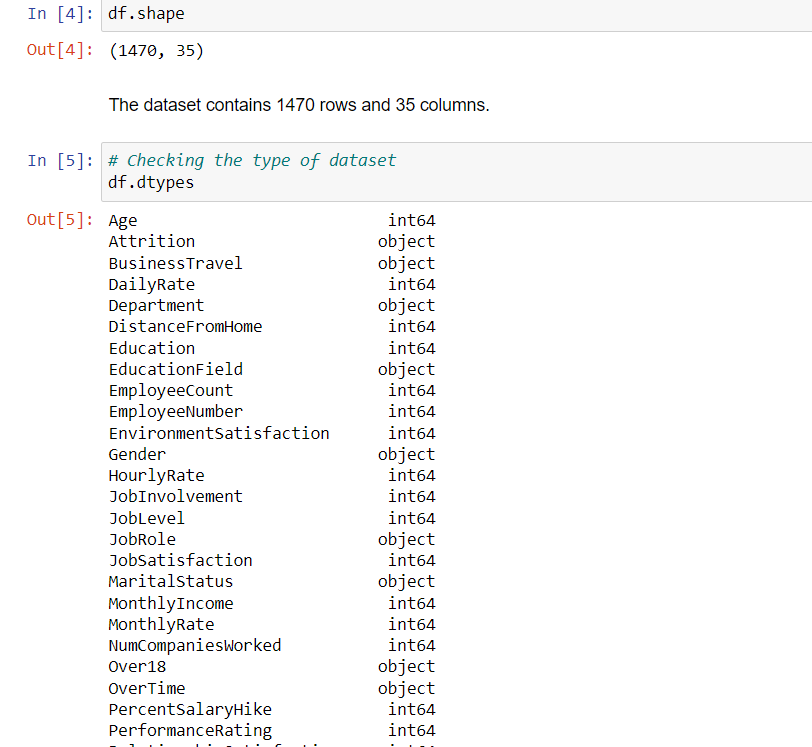 In [4]: df.shape
Out[4]: (1470, 35)
The dataset contains 1470 rows and 35 columns.
In [5]: # Checking the type of dataset
df.dtypes
Out[5]: Age int64
Attrition object
BusinessTravel object
DailyRate int64
Department object
DistanceFromHome int64
Education int64
EducationField object
EmployeeCount int64
EmployeeNumber int64
EnvironmentSatisfaction int64
Gender object
HourlyRate int64
JobInvolvement int64
JobLevel int64
JobRole object
JobSatisfaction int64
MaritalStatus object
MonthlyIncome int64
MonthlyRate int64
NumCompaniesWorked int64
Over18 object
OverTime object
PercentSalaryHike int64
PerformanceRating int64